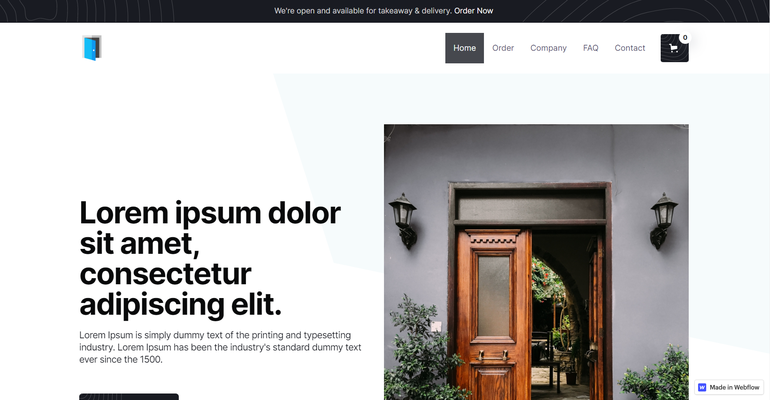 We're open and available for takeaway & delivery. Order Now
Home Order Company FAQ Contact 0
Lorem ipsum dolor
sit amet,
consectetur
adipiscing elit.
Lorem Ipsum is simply dummy text of the printing and typesetting
industry. Lorem Ipsum has been the industry's standard dummy text
ever since the 1500.
Made in Webflow